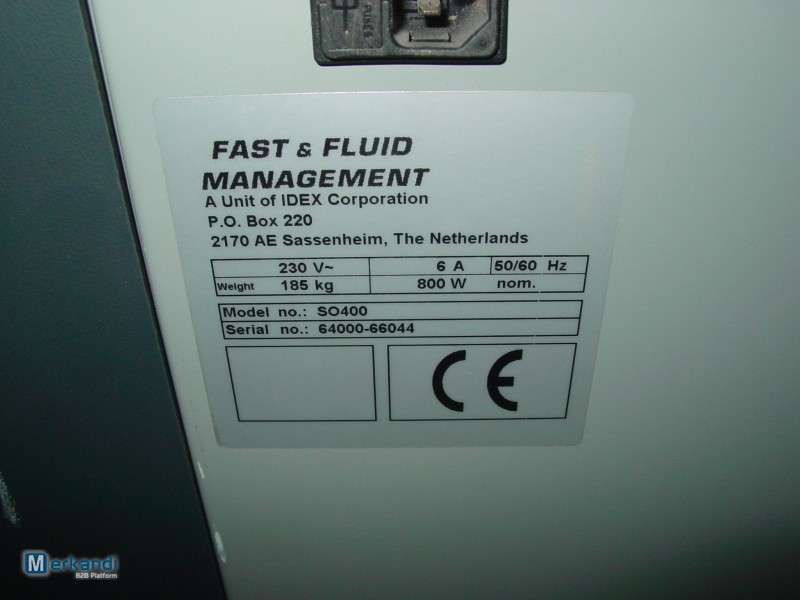 FUSES
FAST & FLUID
MANAGEMENT
A Unit of IDEX Corporation
P.O. Box 220
2170 AE Sassenheim, The Netherlands
230 V~ 6 A 50/60 Hz
Weight 185 kg 800 W nom.
Model no.: SO400
Serial no.: 64000-66044
CE
Merkandi
B2B Platform